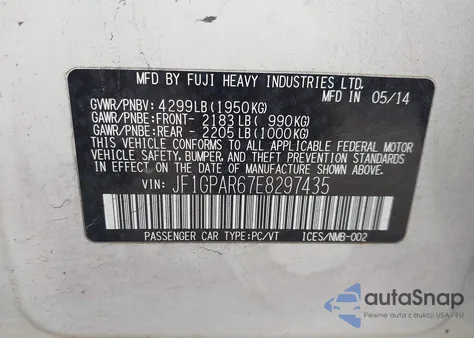 MFD BY FUJI HEAVY INDUSTRIES LTD.
MFD IN 05/14
GVWR/PNBV: 4299LB(1950KG)
GAWR/PNBE:FRONT- 2183LB( 990KG)
GAWR/PNBE:REAR - 2205LB(1000KG)
THIS VEHICLE CONFORMS TO ALL APPLICABLE FEDERAL MOTOR
VEHICLE SAFETY, BUMPER, AND THEFT PREVENTION STANDARDS
IN EFFECT ON THE DATE OF MANUFACTURE SHOWN ABOVE.
VIN: JF1GPAR67E8297435
PASSENGER CAR TYPE:PC/VT ICES/NMB-002
autoSnap
Pewne auto z aukcji USA i EU